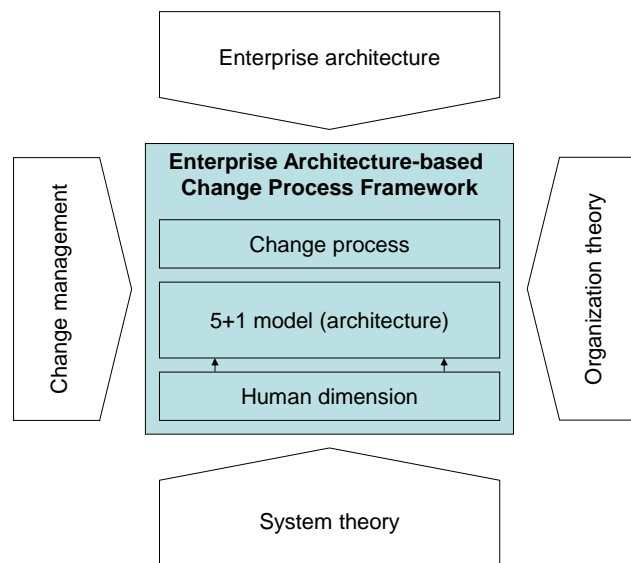 Enterprise architecture
Enterprise Architecture-based
Change Process Framework
Change management
Change process
5+1 model (architecture)
Human dimension
Organization theory
System theory